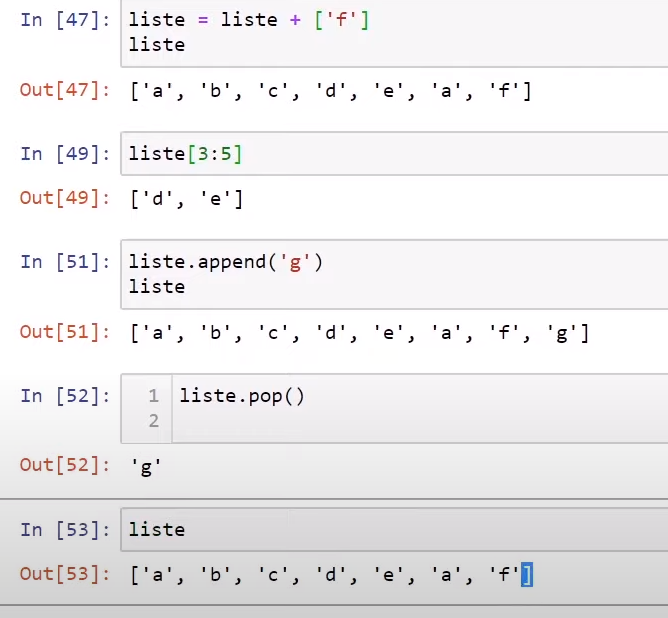 In [47]: liste = liste + ['f']
liste
Out[47]: ['a', 'b', 'c', 'd', 'e', 'a', 'f']
In [49]: liste[3:5]
Out[49]: ['d', 'e']
In [51]: liste.append('g')
liste
Out[51]: ['a', 'b', 'c', 'd', 'e', 'a', 'f', 'g']
In [52]: 1 liste.pop()
2
Out[52]: 'g'
In [53]: liste
Out[53]: ['a', 'b', 'c', 'd', 'e', 'a', 'f']